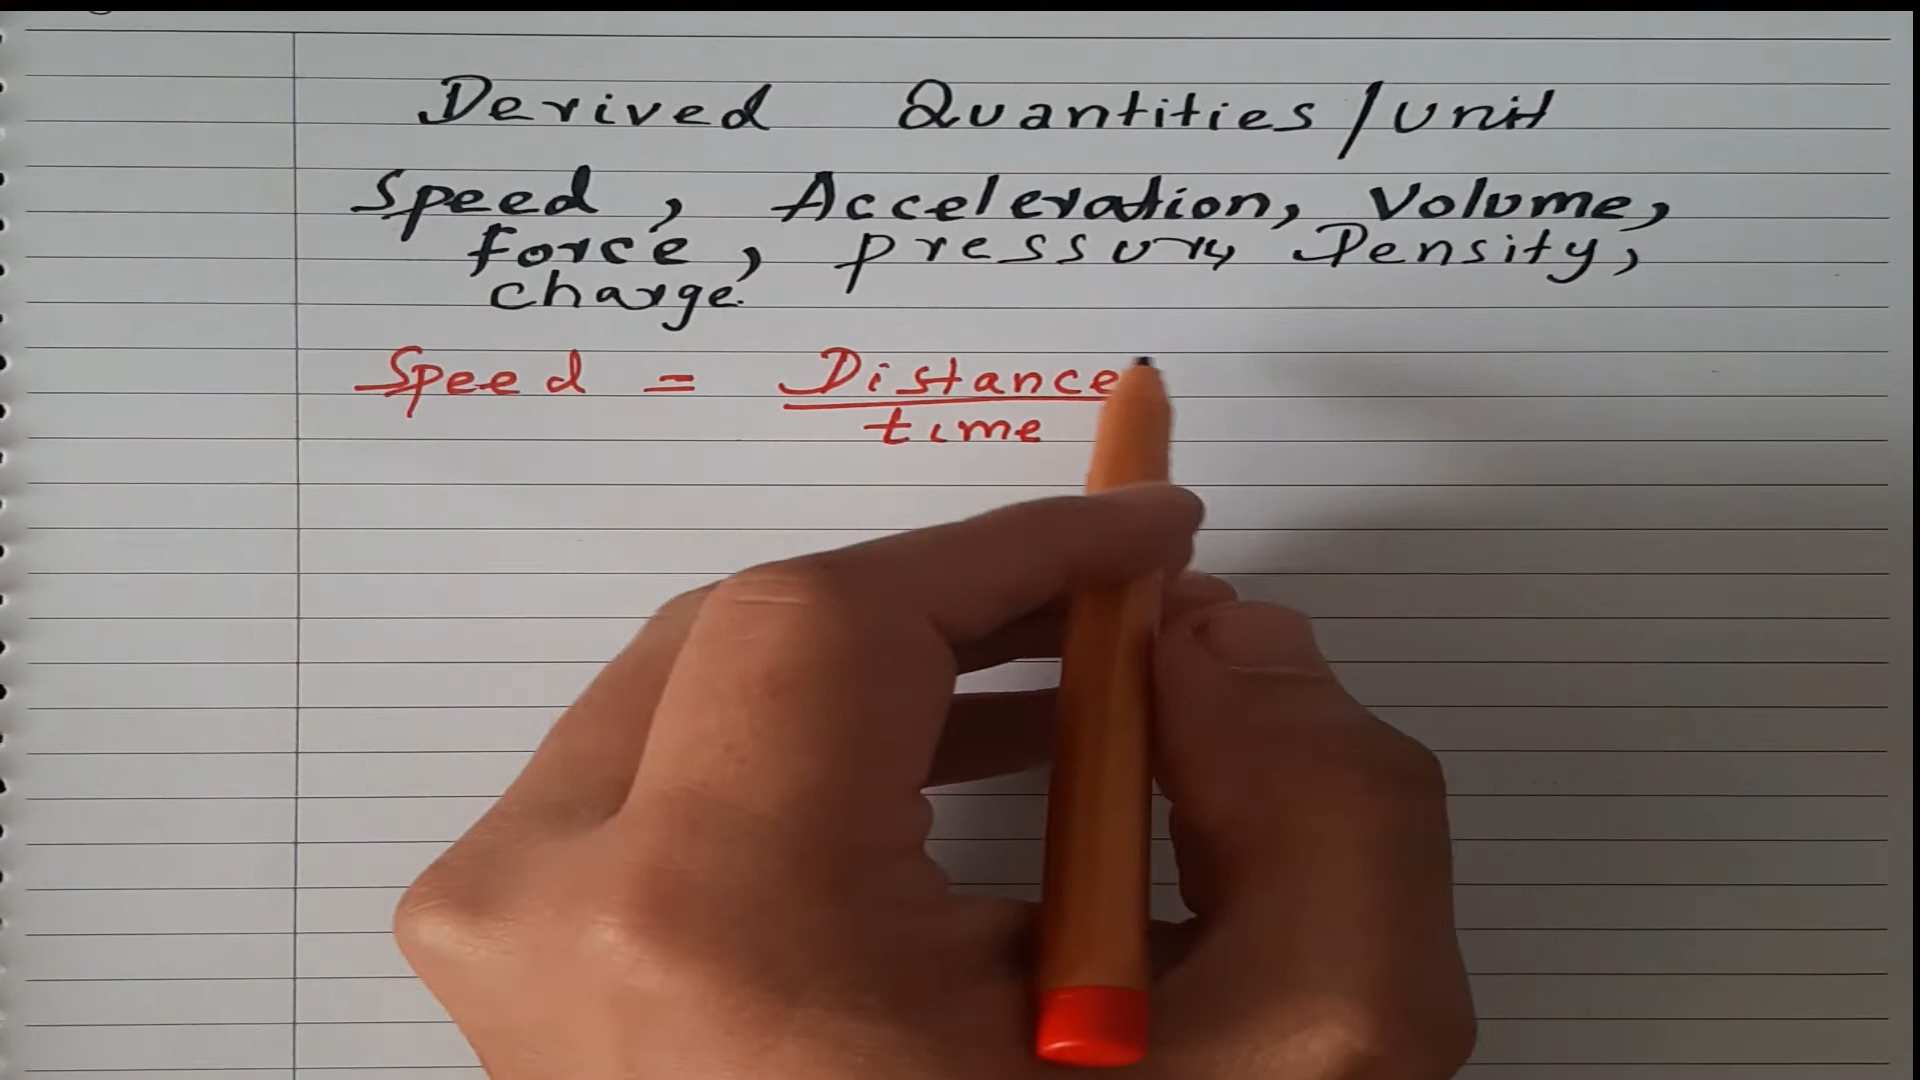 Derived Quantities/unit
Speed, Acceleration, Volume,
force, pressure, Density,
charge.
Speed = Distance
time